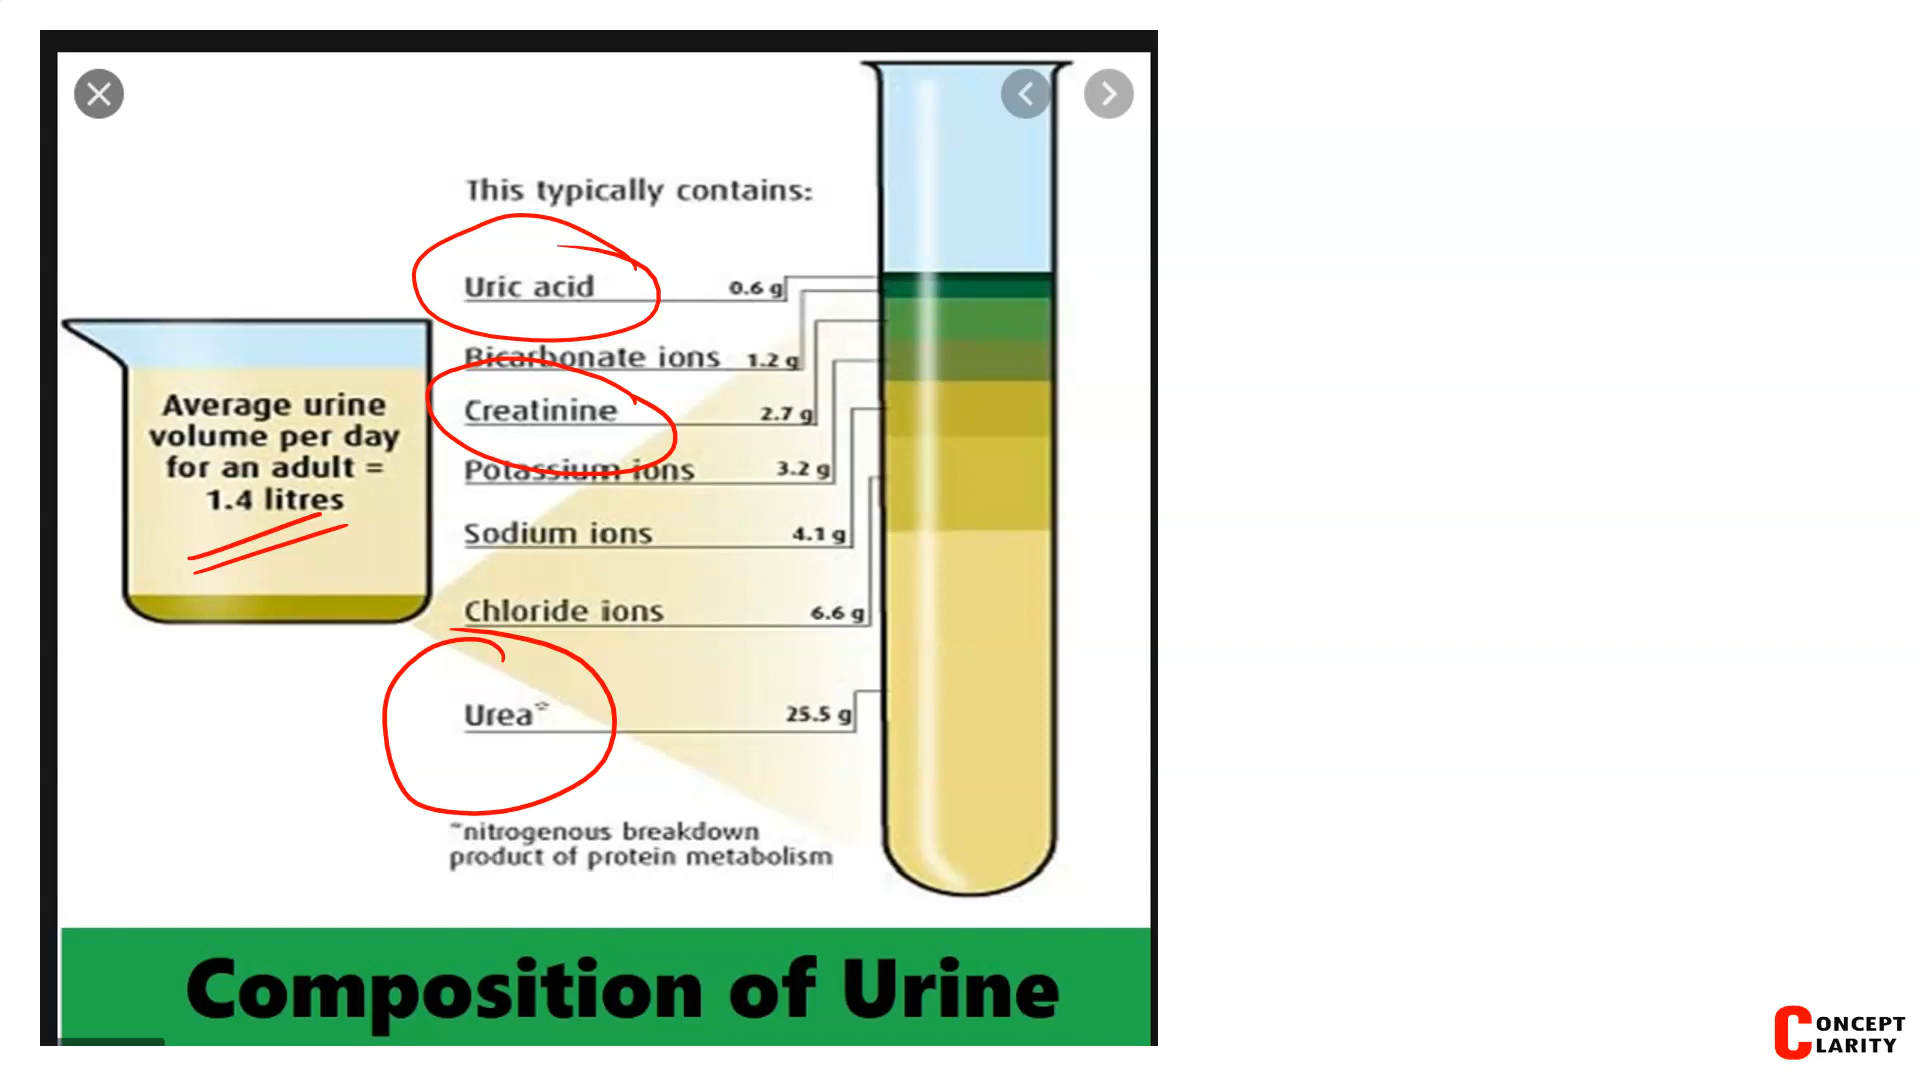 This typically contains:
Uric acid 0.6 g
Bicarbonate ions 1.2 g
Creatinine 2.7 g
Potassium ions 3.2 g
Sodium ions 4.1 g
Chloride ions 6.6 g
Urea* 25.5 g
*nitrogenous breakdown
product of protein metabolism
Average urine
volume per day
for an adult =
1.4 litres
Composition of Urine
CONCEPT
CLARITY